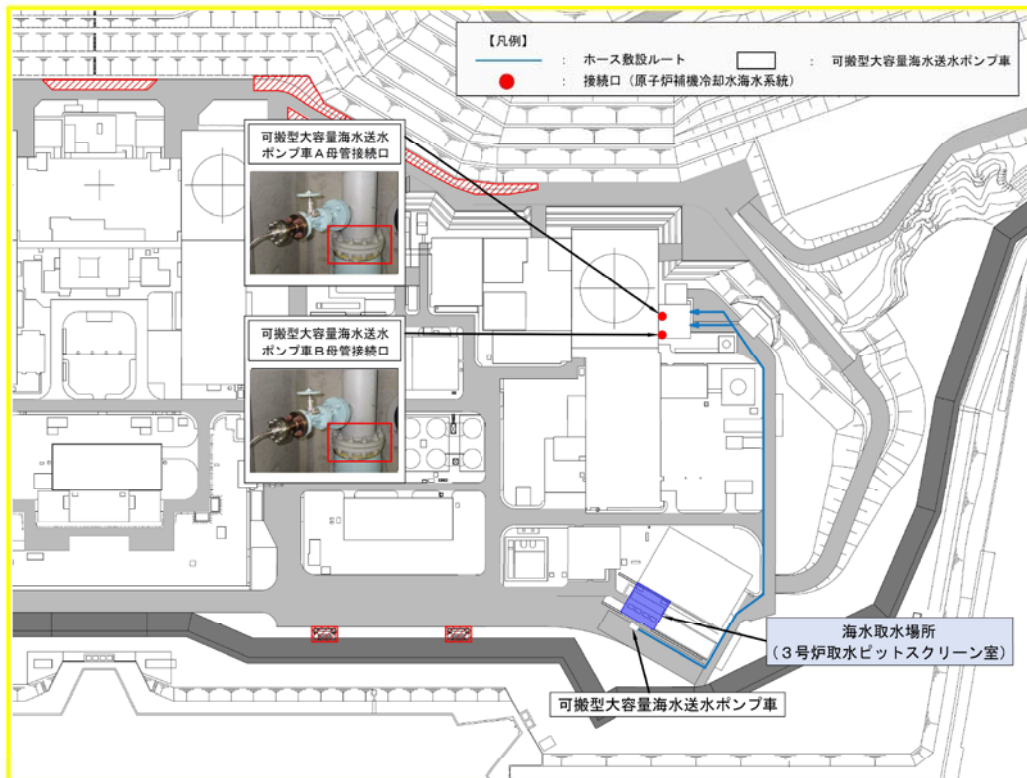 【凡例】
： ホース敷設ルート
： 可搬型大容量海水送水ポンプ車
： 接続口（原子炉補機冷却水海水系統）
可搬型大容量海水送水
ポンプ車A母管接続口
可搬型大容量海水送水
ポンプ車B母管接続口
海水取水場所
（３号炉取水ピットスクリーン室）
可搬型大容量海水送水ポンプ車